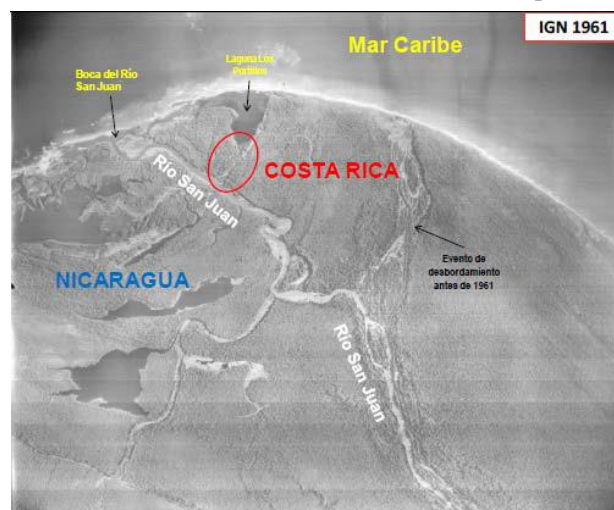 IGN 1961
Mar Caribe
Laguna Los
Portillos
Boca del Río
San Juan
Río San Juan
COSTA RICA
Evento de
desbordamiento
antes de 1961
NICARAGUA
Río San Juan